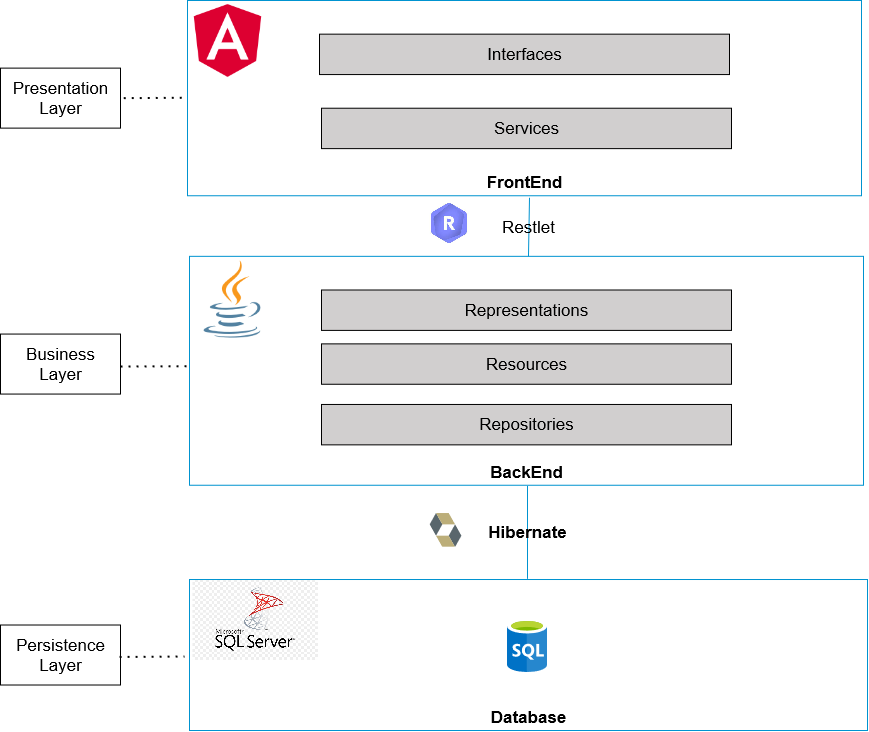 A
Interfaces
Presentation
Layer
Services
FrontEnd
R
Restlet
Representations
Business
Layer
Resources
Repositories
BackEnd
Hibernate
Microsoft
SQL Server
SQL
Persistence
Layer
Database